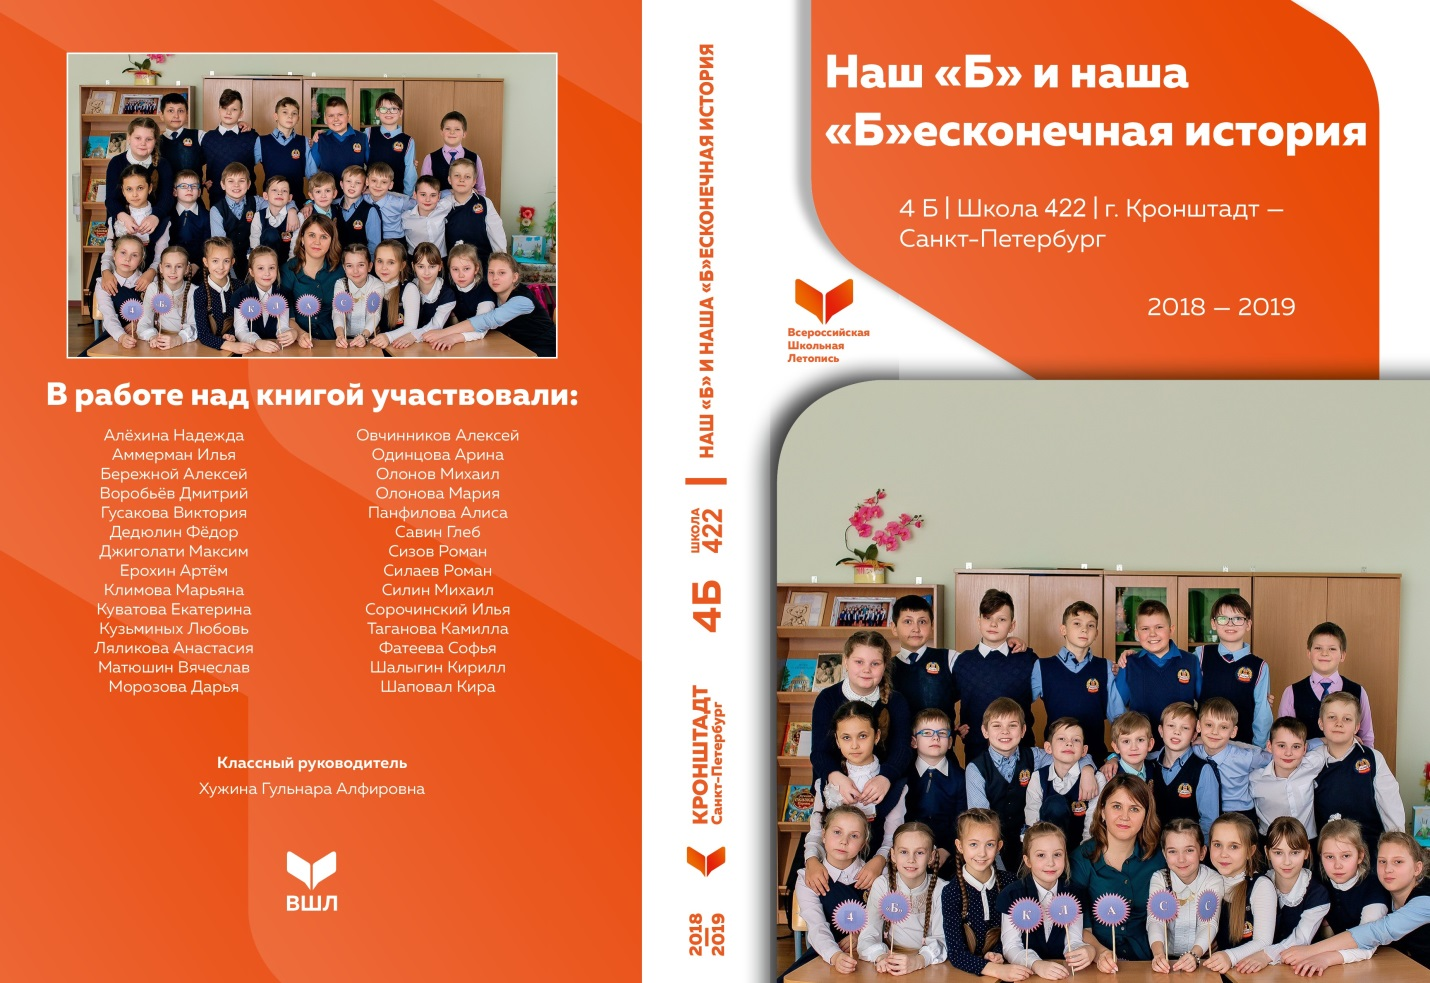 В работе над книгой участвовали:
Алёхина Надежда
Аммерман Илья
Бережной Алексей
Воробьёв Дмитрий
Гусакова Виктория
Дедюлин Фёдор
Джиголати Максим
Ерохин Артём
Климова Марьяна
Куватова Екатерина
Кузьминых Любовь
Ляликова Анастасия
Матюшин Вячеслав
Морозова Дарья
Овчинников Алексей
Одинцова Арина
Олонов Михаил
Олонова Мария
Панфилова Алиса
Савин Глеб
Сизов Роман
Силаев Роман
Силин Михаил
Сорочинский Илья
Таганова Камилла
Фатеева Софья
Шалыгин Кирилл
Шаповал Кира
Классный руководитель
Хужина Гульнара Алфировна
ВШЛ
НАШ «Б» И НАША «Б»ЕСКОНЕЧНАЯ ИСТОРИЯ
ШКОЛА
422
4Б
КРОНШТАДТ
Санкт-Петербург
2018
2019
Наш «Б» и наша
«Б»есконечная история
4 Б | Школа 422 | г. Кронштадт —
Санкт-Петербург
2018 — 2019
Всероссийская
Школьная
Летопись
4 «Б» К Л А С С
4 «Б» К Л А С С